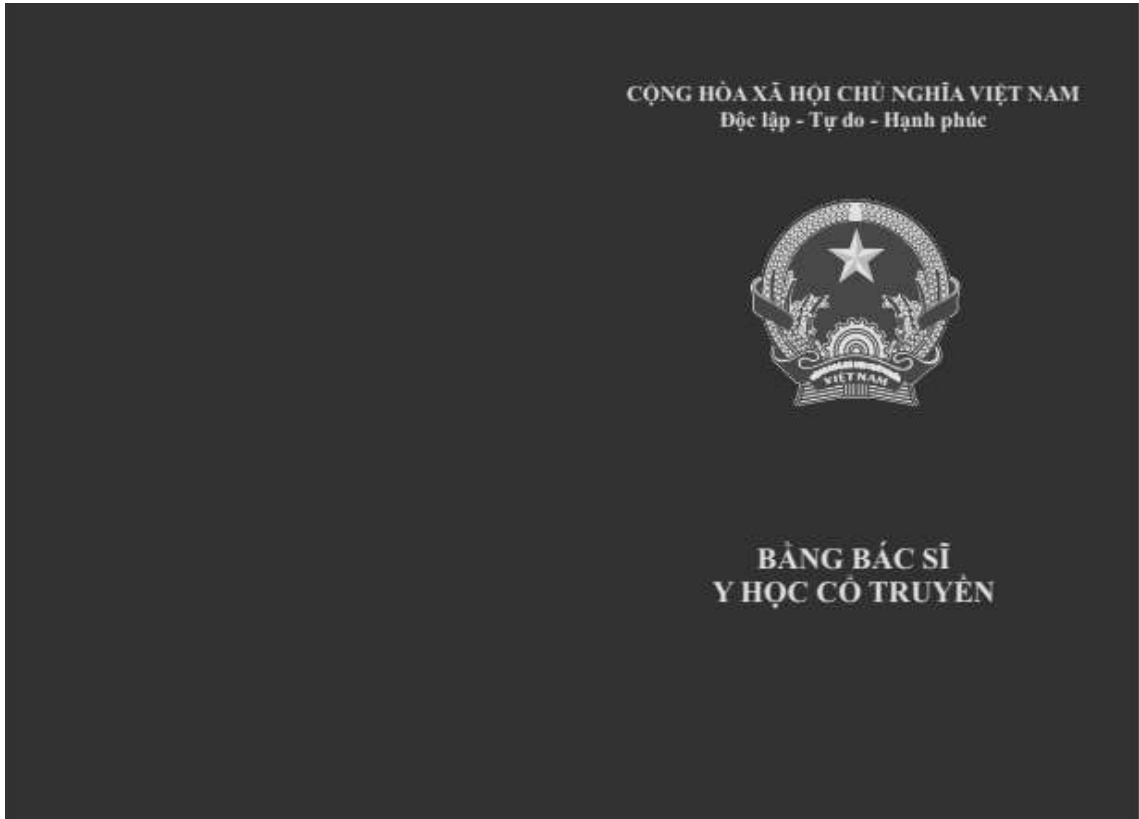 CỘNG HÒA XÃ HỘI CHỦ NGHĨA VIỆT NAM
Độc lập - Tự do - Hạnh phúc
VIỆT NAM
BẰNG BÁC SĨ
Y HỌC CỔ TRUYỀN